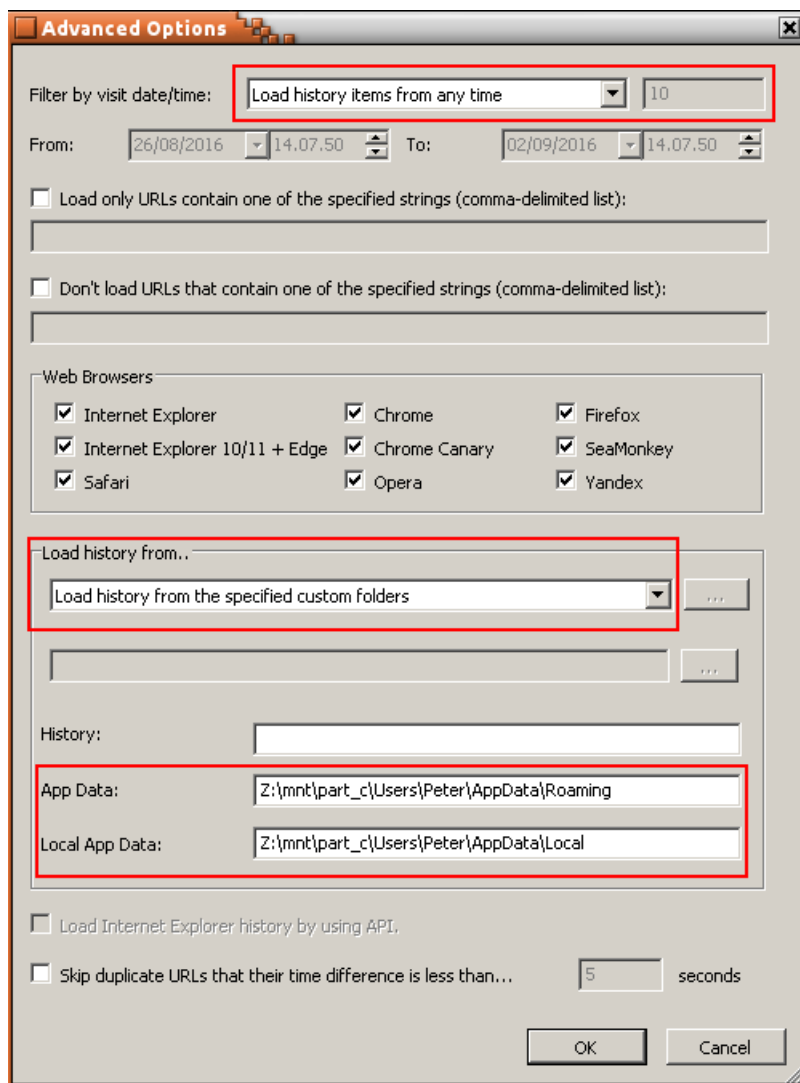 Advanced Options
Filter by visit date/time: Load history items from any time 10
From: 26/08/2016 14.07.50 To: 02/09/2016 14.07.50
Load only URLs contain one of the specified strings (comma-delimited list):
Don't load URLs that contain one of the specified strings (comma-delimited list):
Web Browsers
Internet Explorer Chrome Firefox
Internet Explorer 10/11 + Edge Chrome Canary SeaMonkey
Safari Opera Yandex
Load history from..
Load history from the specified custom folders ...
...
History:
App Data: Z:\mnt\part_c\Users\Peter\AppData\Roaming
Local App Data: Z:\mnt\part_c\Users\Peter\AppData\Local
Load Internet Explorer history by using API.
Skip duplicate URLs that their time difference is less than... 5 seconds
OK Cancel